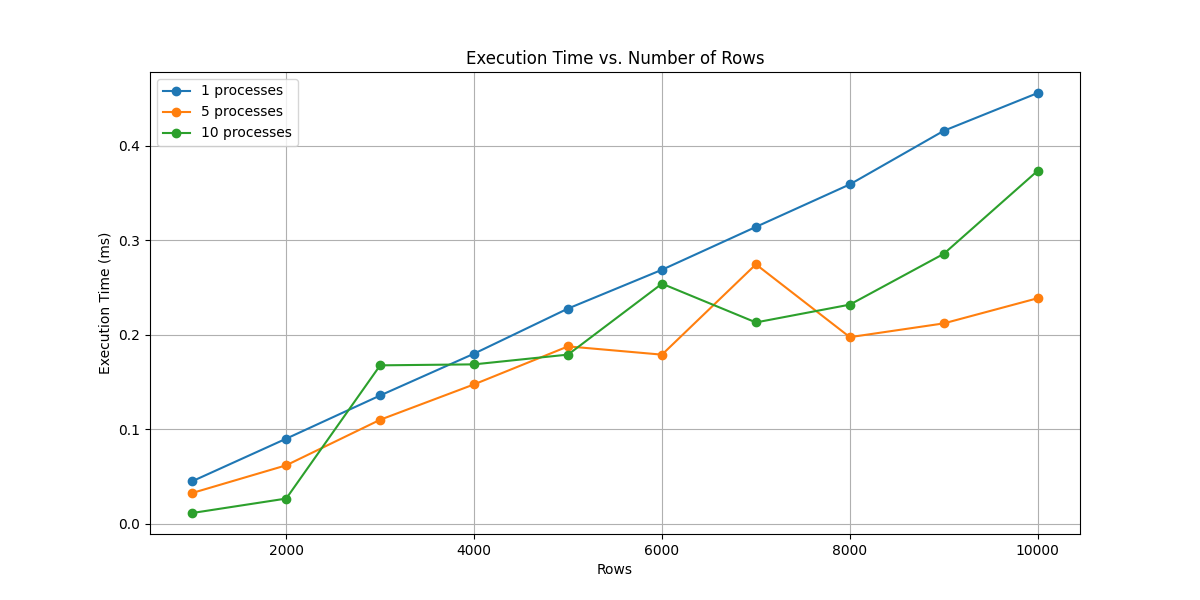 Execution Time vs. Number of Rows
1 processes
5 processes
10 processes
Execution Time (ms)
0.4
0.3
0.2
0.1
0.0
2000 4000 6000 8000 10000
Rows